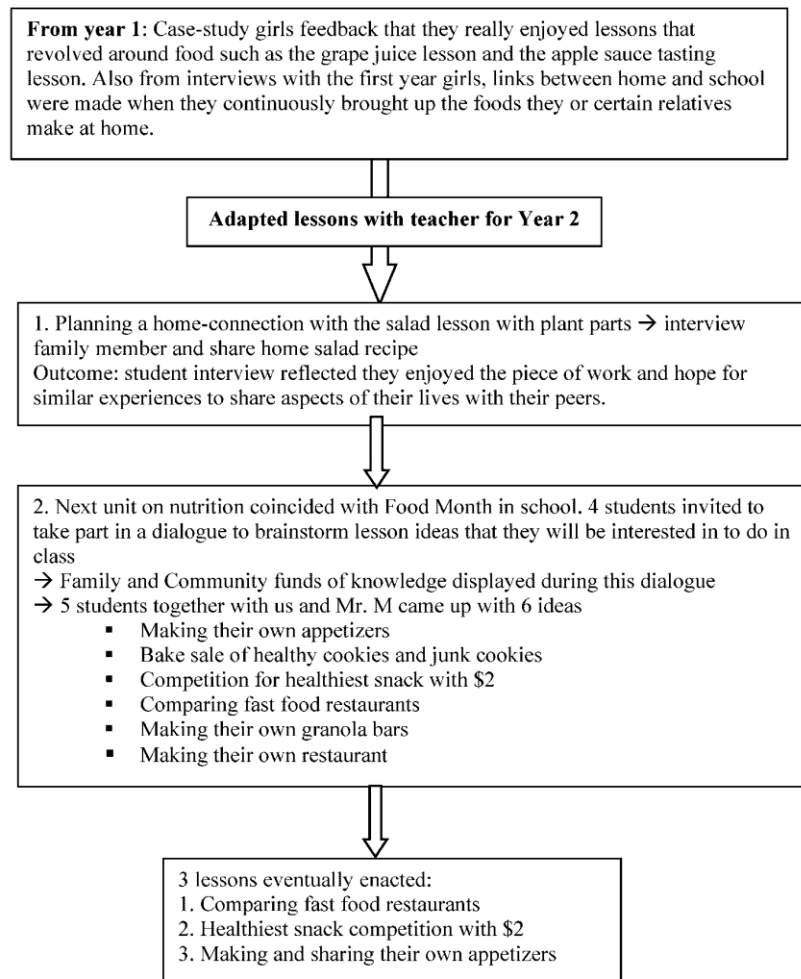 From year 1: Case-study girls feedback that they really enjoyed lessons that
revolved around food such as the grape juice lesson and the apple sauce tasting
lesson. Also from interviews with the first year girls, links between home and school
were made when they continuously brought up the foods they or certain relatives
make at home.
Adapted lessons with teacher for Year 2
1. Planning a home-connection with the salad lesson with plant parts → interview
family member and share home salad recipe
Outcome: student interview reflected they enjoyed the piece of work and hope for
similar experiences to share aspects of their lives with their peers.
2. Next unit on nutrition coincided with Food Month in school. 4 students invited to
take part in a dialogue to brainstorm lesson ideas that they will be interested in to do in
class
→ Family and Community funds of knowledge displayed during this dialogue
→ 5 students together with us and Mr. M came up with 6 ideas
▪ Making their own appetizers
▪ Bake sale of healthy cookies and junk cookies
▪ Competition for healthiest snack with $2
▪ Comparing fast food restaurants
▪ Making their own granola bars
▪ Making their own restaurant
3 lessons eventually enacted:
1. Comparing fast food restaurants
2. Healthiest snack competition with $2
3. Making and sharing their own appetizers